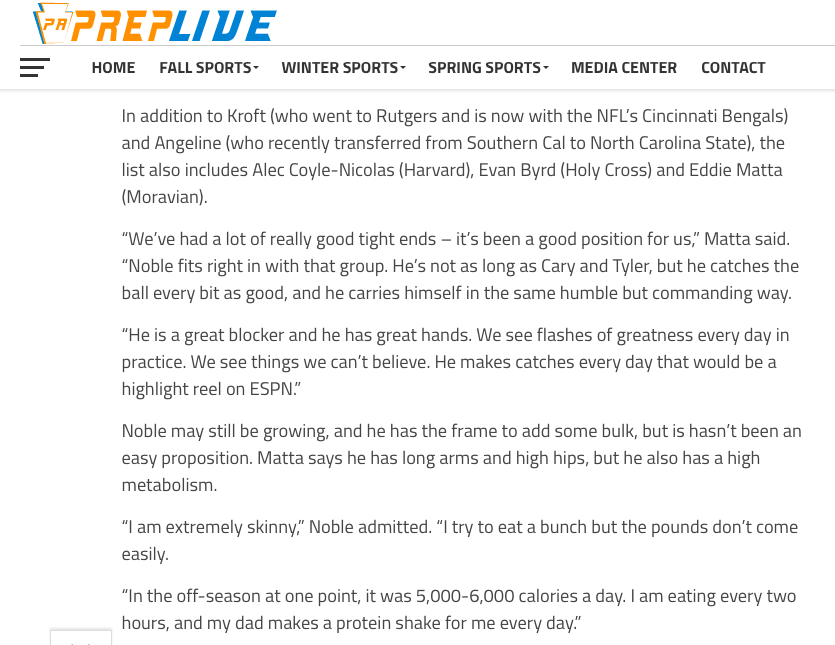 PA PREPLIVE
HOME FALL SPORTS WINTER SPORTS SPRING SPORTS MEDIA CENTER CONTACT
In addition to Kroft (who went to Rutgers and is now with the NFL’s Cincinnati Bengals)
and Angeline (who recently transferred from Southern Cal to North Carolina State), the
list also includes Alec Coyle-Nicolas (Harvard), Evan Byrd (Holy Cross) and Eddie Matta
(Moravian).
“We’ve had a lot of really good tight ends – it’s been a good position for us,” Matta said.
“Noble fits right in with that group. He’s not as long as Cary and Tyler, but he catches the
ball every bit as good, and he carries himself in the same humble but commanding way.
“He is a great blocker and he has great hands. We see flashes of greatness every day in
practice. We see things we can’t believe. He makes catches every day that would be a
highlight reel on ESPN.”
Noble may still be growing, and he has the frame to add some bulk, but is hasn’t been an
easy proposition. Matta says he has long arms and high hips, but he also has a high
metabolism.
“I am extremely skinny,” Noble admitted. “I try to eat a bunch but the pounds don’t come
easily.
“In the off-season at one point, it was 5,000-6,000 calories a day. I am eating every two
hours, and my dad makes a protein shake for me every day.”